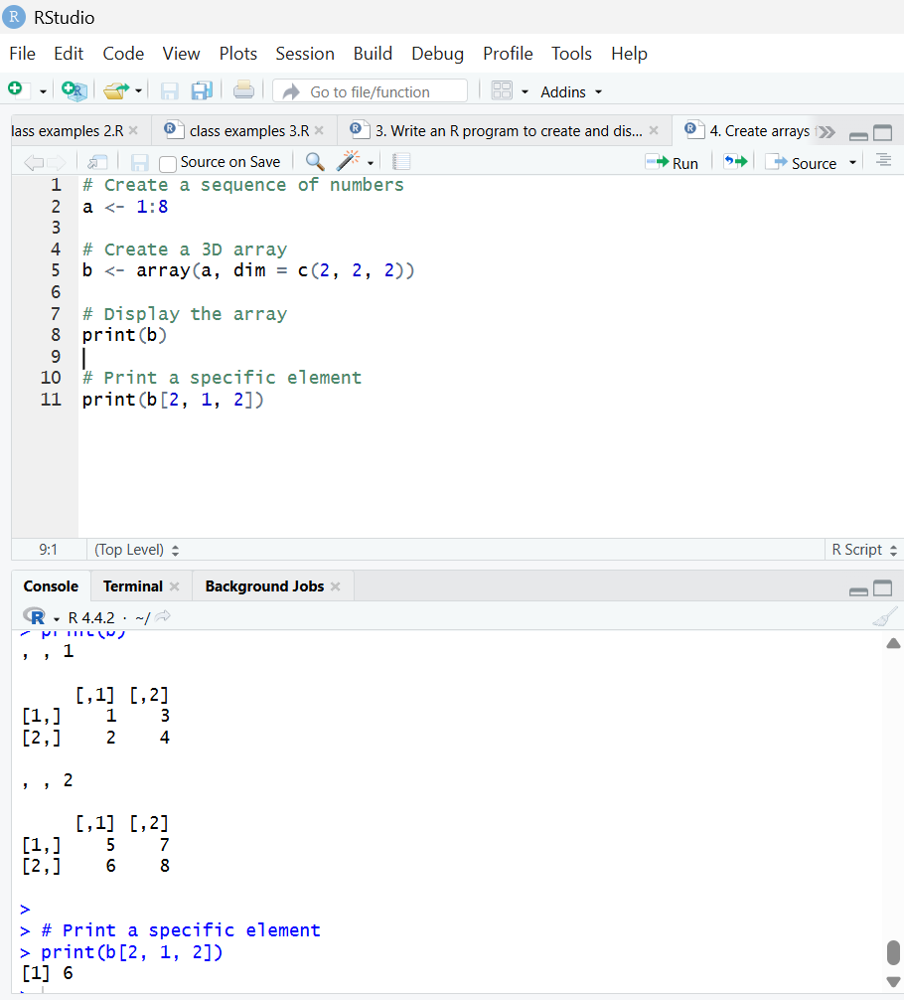 R RStudio
File Edit Code View Plots Session Build Debug Profile Tools Help
Go to file/function Addins
lass examples 2.R class examples 3.R 3. Write an R program to create and dis... 4. Create arrays
Source on Save Run Source
1 # Create a sequence of numbers
2 a <- 1:8
3
4 # Create a 3D array
5 b <- array(a, dim = c(2, 2, 2))
6
7 # Display the array
8 print(b)
9
10 # Print a specific element
11 print(b[2, 1, 2])
9:1 (Top Level) R Script
Console Terminal Background Jobs
R R 4.4.2 · ~/
> print(b)
, , 1
[,1] [,2]
[1,] 1 3
[2,] 2 4
, , 2
[,1] [,2]
[1,] 5 7
[2,] 6 8
>
> # Print a specific element
> print(b[2, 1, 2])
[1] 6
>